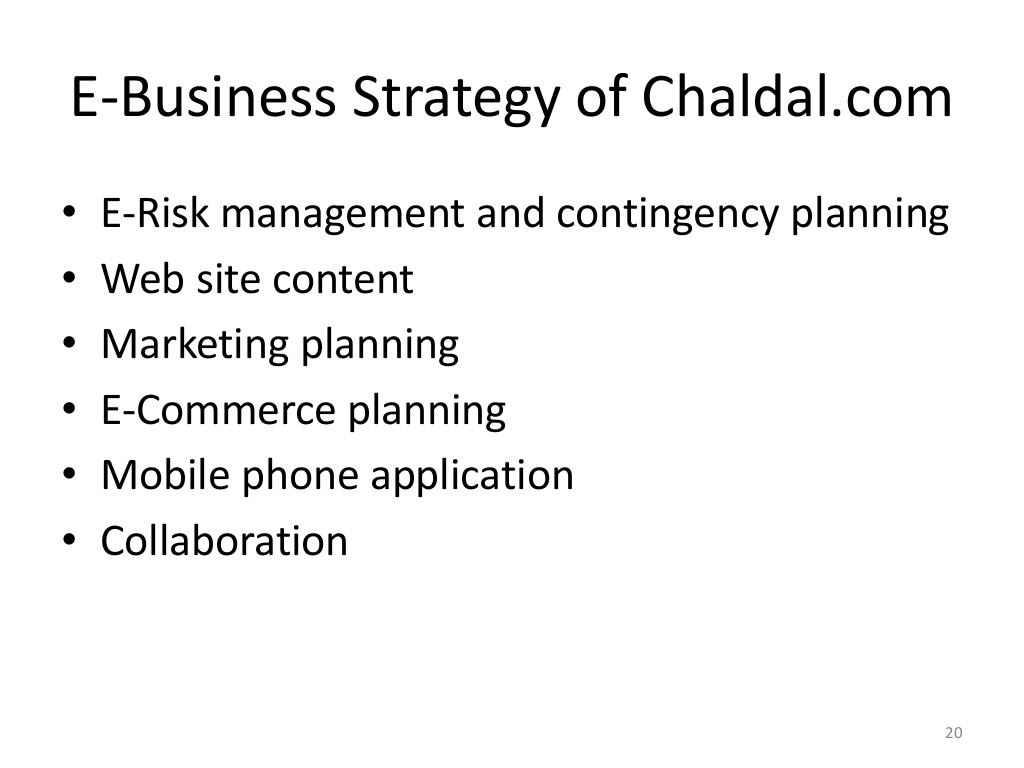 E-Business Strategy of Chaldal.com
• E-Risk management and contingency planning
• Web site content
• Marketing planning
• E-Commerce planning
• Mobile phone application
• Collaboration
20